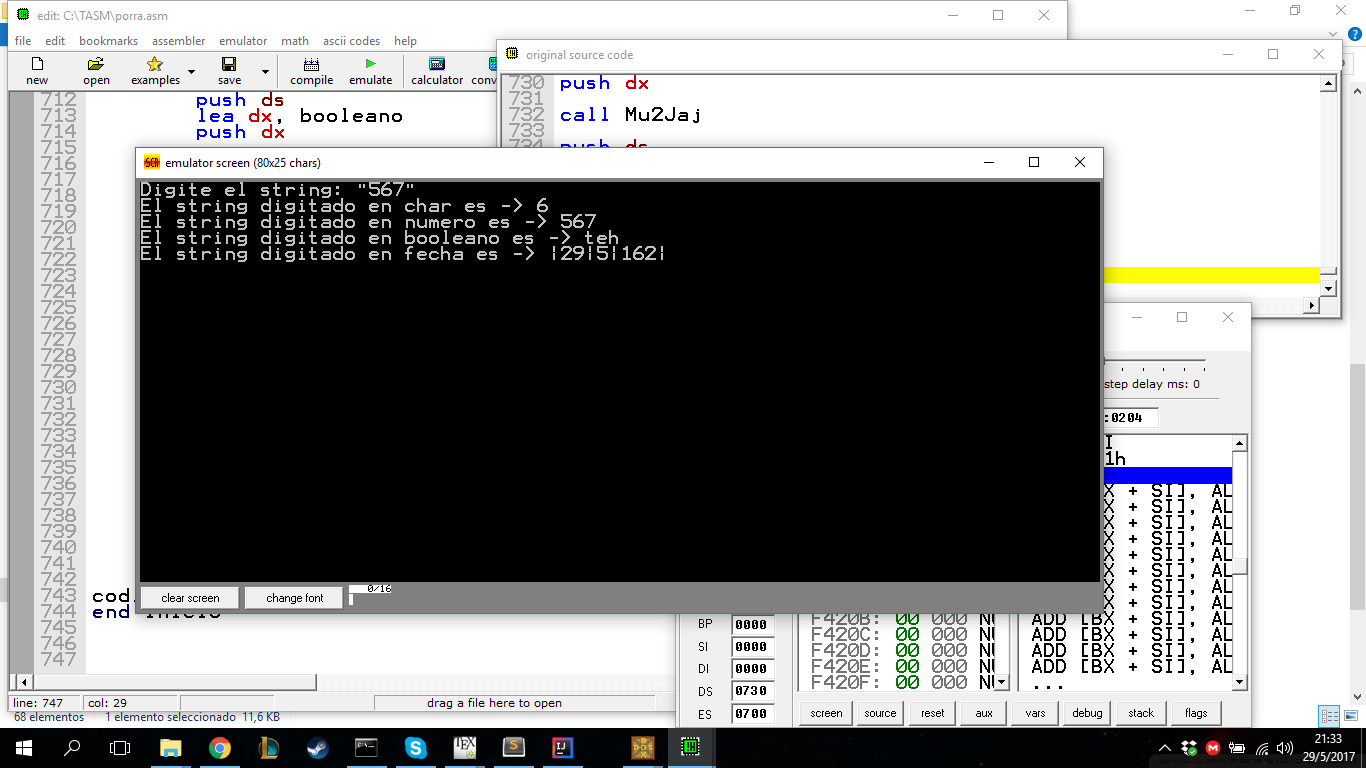 edit: C:\TASM\porra.asm
file edit bookmarks assembler emulator math ascii codes help
new open examples save compile emulate calculator conv
712 push ds
713 lea dx, booleano
714 push dx
715
716
717
718
719
720
721
722
723
724
725
726
727
728
729
730
731
732
733
734
735
736
737
738
739
740
741
742
743 cod
744 end inicio
745
746
747
line: 747 col: 29 drag a file here to open
68 elementos 1 elemento seleccionado 11,6 KB
original source code
730 push dx
731
732 call Mu2Jaj
733
734 push ds
emulator screen (80x25 chars)
Digite el string: "567"
El string digitado en char es -> 6
El string digitado en numero es -> 567
El string digitado en booleano es -> teh
El string digitado en fecha es -> |29|5|162|
clear screen change font 0/16
step delay ms: 0
:0204
I
1h
X + SI], AL
X + SI], AL
X + SI], AL
X + SI], AL
X + SI], AL
X + SI], AL
X + SI], AL
X + SI], AL
BP 0000
SI 0000
DI 0000
DS 0730
ES 0700
F420B: 00 000 NU
F420C: 00 000 NU
F420D: 00 000 NU
F420E: 00 000 NU
F420F: 00 000 NU
ADD [BX + SI], AL
ADD [BX + SI], AL
ADD [BX + SI], AL
ADD [BX + SI], AL
...
screen source reset aux vars debug stack flags
21:33
29/5/2017